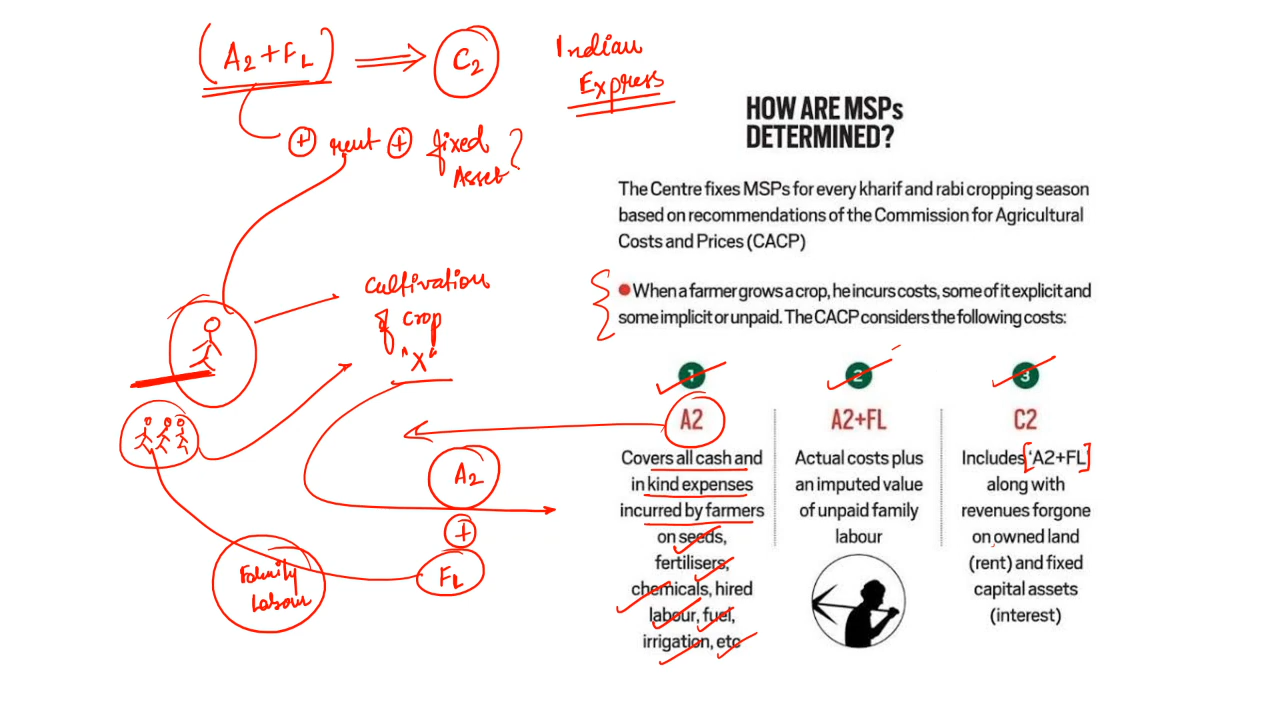 (A2+FL) ⟹ C2
Indian
Express
+ rent + fixed
Asset ?
Cultivation
of crop
"X"
A2
+
FL
Family
Labour
HOW ARE MSPs
DETERMINED?
The Centre fixes MSPs for every kharif and rabi cropping season
based on recommendations of the Commission for Agricultural
Costs and Prices (CACP)
When a farmer grows a crop, he incurs costs, some of it explicit and
some implicit or unpaid. The CACP considers the following costs:
1
A2
Covers all cash and
in kind expenses
incurred by farmers
on seeds,
fertilisers,
chemicals, hired
labour, fuel,
irrigation, etc
2
A2+FL
Actual costs plus
an imputed value
of unpaid family
labour
3
C2
Includes ['A2+FL]
along with
revenues forgone
on owned land
(rent) and fixed
capital assets
(interest)